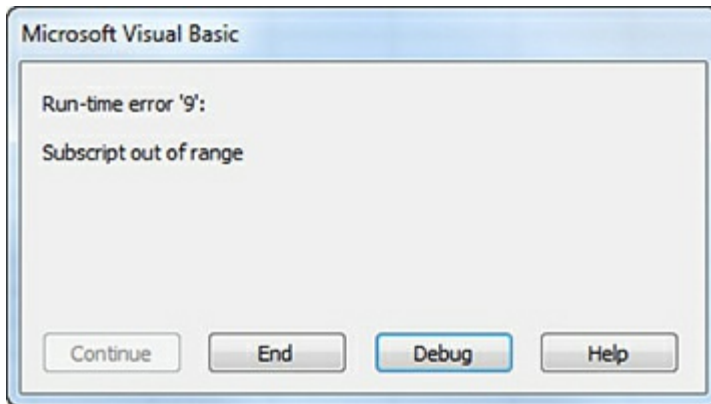 Microsoft Visual Basic
Run-time error '9':
Subscript out of range
Continue End Debug Help